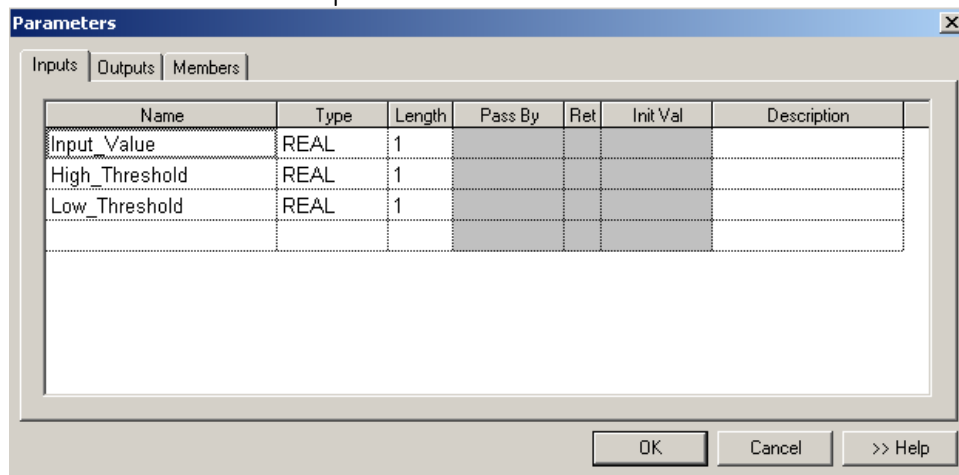 Parameters
Inputs Outputs Members
Name Type Length Pass By Ret Init Val Description
Input_Value REAL 1
High_Threshold REAL 1
Low_Threshold REAL 1
OK Cancel >> Help